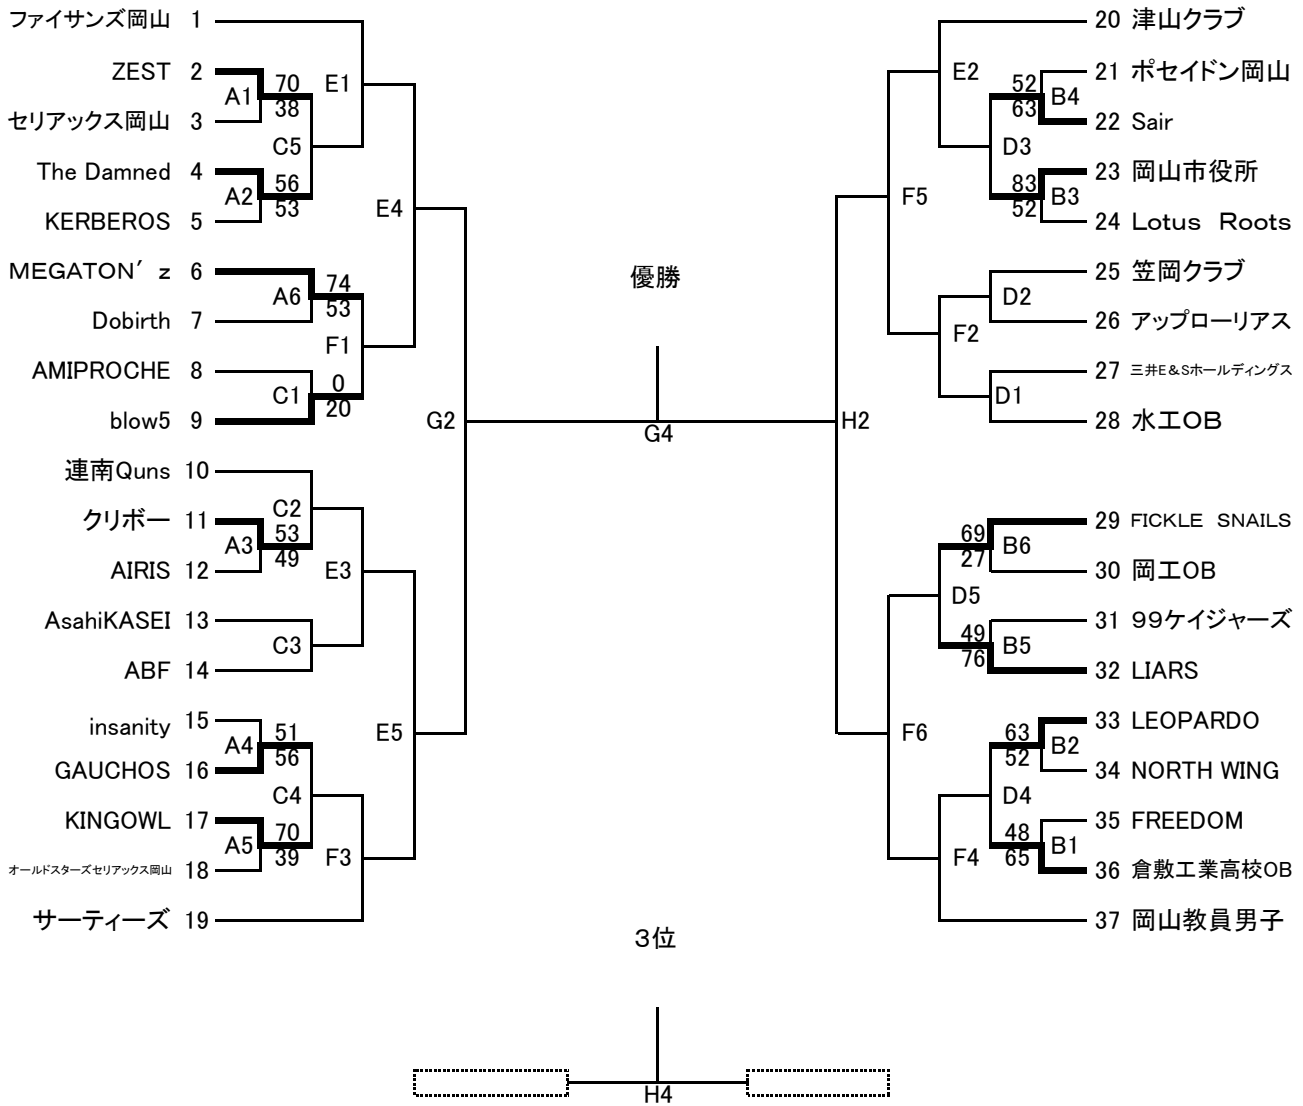 ファイサンズ岡山 1
ZEST 2
A1
70
38
E1
セリアックス岡山 3
C5
The Damned 4
A2
56
53
E4
KERBEROS 5
MEGATON’ z 6
A6
74
53
Dobirth 7
F1
AMIPROCHE 8
C1
0
20
blow5 9
G2
連南Quns 10
C2
クリボー 11
A3
53
49
AIRIS 12
E3
AsahiKASEI 13
C3
ABF 14
insanity 15
A4
51
56
E5
GAUCHOS 16
C4
KINGOWL 17
A5
70
39
F3
オールドスターズセリアックス岡山 18
サーティーズ 19
優勝
G4
3位
H4
20 津山クラブ
E2
21 ポセイドン岡山
52
63
B4
22 Sair
D3
23 岡山市役所
83
52
B3
F5
24 Lotus Roots
25 笠岡クラブ
D2
26 アップローリアス
F2
27 三井E&Sホールディングス
D1
28 水工OB
H2
29 FICKLE SNAILS
69
27
B6
30 岡工OB
D5
31 99ケイジャーズ
49
76
B5
32 LIARS
33 LEOPARDO
63
52
B2
F6
34 NORTH WING
D4
35 FREEDOM
48
65
B1
F4
36 倉敷工業高校OB
37 岡山教員男子